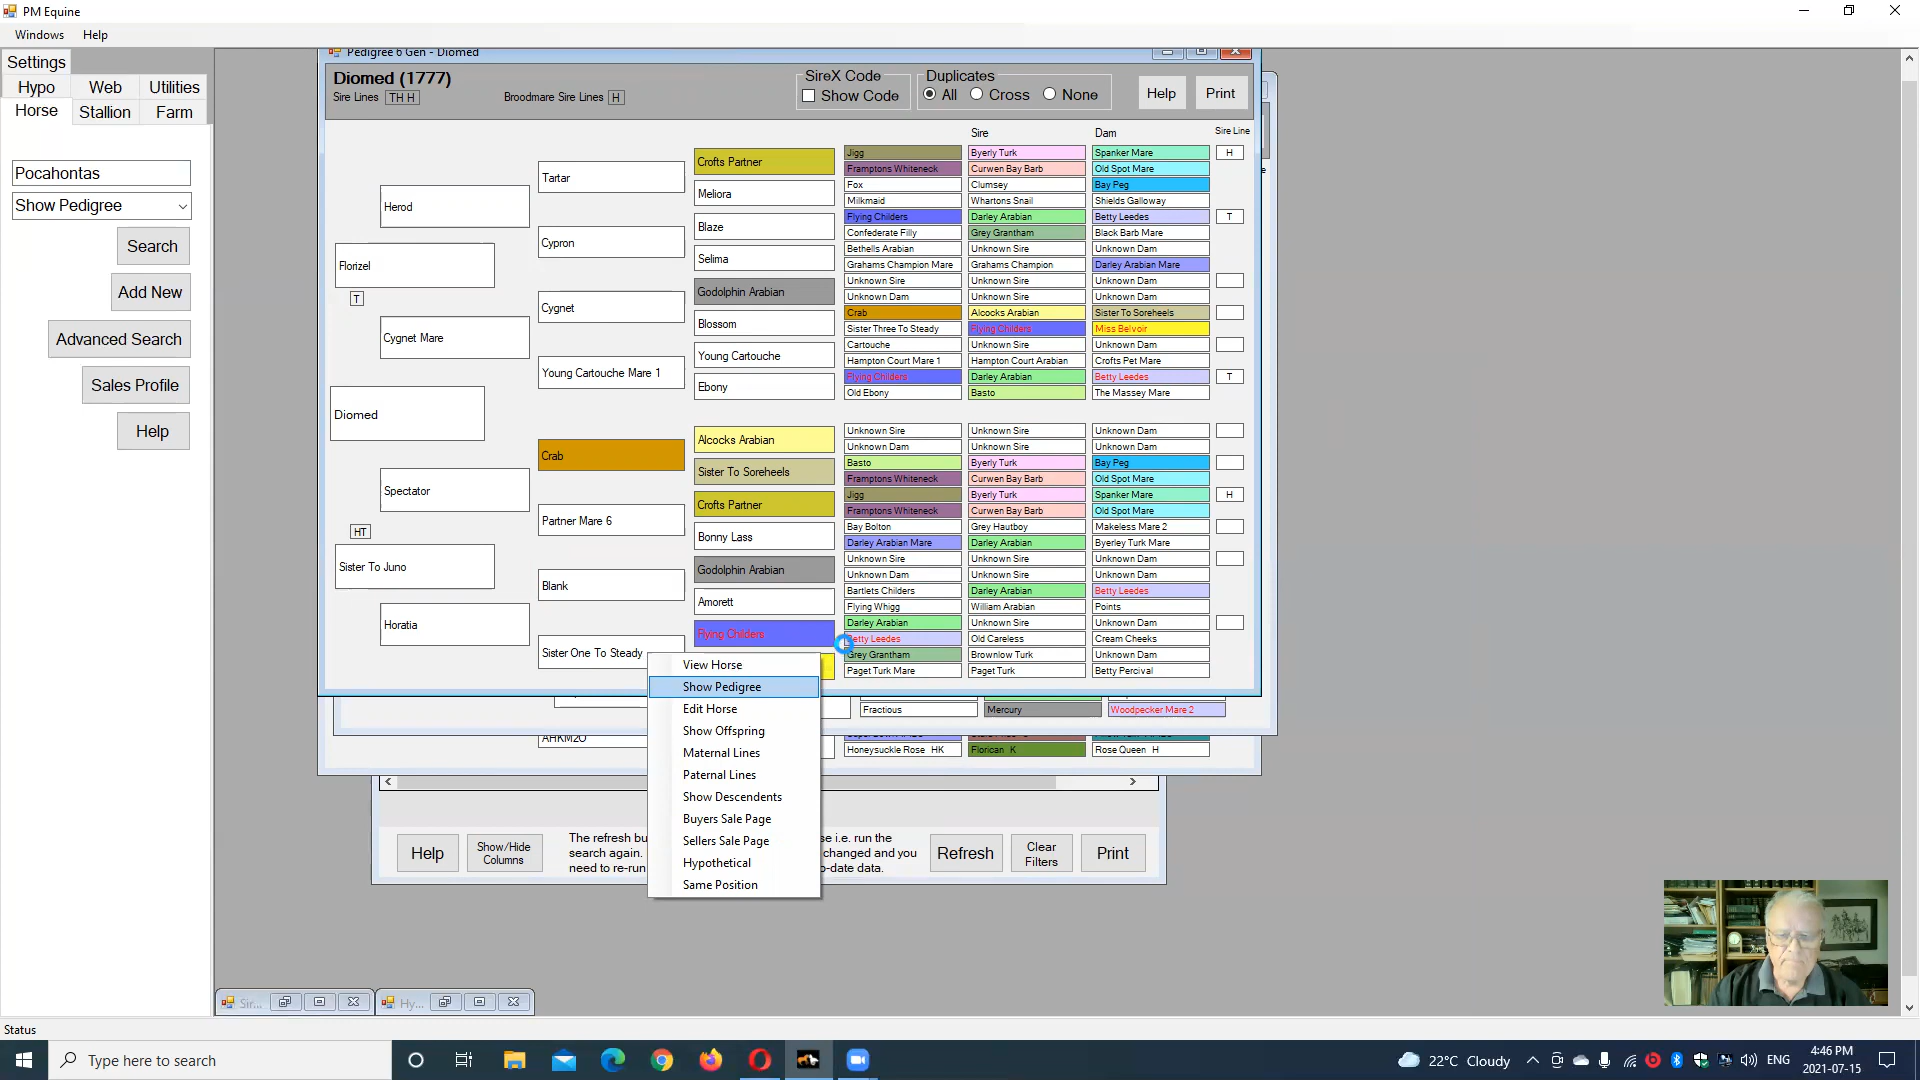 PM Equine
Windows Help
Settings
Hypo Web Utilities
Horse Stallion Farm
Pocahontas
Show Pedigree
Search
Add New
Advanced Search
Sales Profile
Help
Pedigree 6 Gen - Diomed
Diomed (1777)
Sire Lines TH H
Broodmare Sire Lines H
SireX Code
Show Code
Duplicates
All Cross None
Help Print
Sire Dam Sire Line
Diomed
Florizel
T
Sister To Juno
HT
Herod
Cygnet Mare
Spectator
Horatia
Tartar
Cypron
Cygnet
Young Cartouche Mare 1
Crab
Partner Mare 6
Blank
Sister One To Steady
Crofts Partner
Meliora
Blaze
Selima
Godolphin Arabian
Blossom
Young Cartouche
Ebony
Alcocks Arabian
Sister To Soreheels
Crofts Partner
Bonny Lass
Godolphin Arabian
Amorett
Flying Childers
Jigg Byerly Turk Spanker Mare H
Framptons Whiteneck Curwen Bay Barb Old Spot Mare
Fox Clumsey Bay Peg
Milkmaid Whartons Snail Shields Galloway
Flying Childers Darley Arabian Betty Leedes T
Confederate Filly Grey Grantham Black Barb Mare
Bethells Arabian Unknown Sire Unknown Dam
Grahams Champion Mare Grahams Champion Darley Arabian Mare
Unknown Sire Unknown Sire Unknown Dam
Unknown Dam Unknown Sire Unknown Dam
Crab Alcocks Arabian Sister To Soreheels
Sister Three To Steady Flying Childers Miss Belvoir
Cartouche Unknown Sire Unknown Dam
Hampton Court Mare 1 Hampton Court Arabian Crofts Pet Mare
Flying Childers Darley Arabian Betty Leedes T
Old Ebony Basto The Massey Mare
Unknown Sire Unknown Sire Unknown Dam
Unknown Dam Unknown Sire Unknown Dam
Basto Byerly Turk Bay Peg
Framptons Whiteneck Curwen Bay Barb Old Spot Mare
Jigg Byerly Turk Spanker Mare H
Framptons Whiteneck Curwen Bay Barb Old Spot Mare
Bay Bolton Grey Hautboy Makeless Mare 2
Darley Arabian Mare Darley Arabian Byerley Turk Mare
Unknown Sire Unknown Sire Unknown Dam
Unknown Dam Unknown Sire Unknown Dam
Bartlets Childers Darley Arabian Betty Leedes
Flying Whigg William Arabian Points
Darley Arabian Unknown Sire Unknown Dam
Betty Leedes Old Careless Cream Cheeks
Grey Grantham Brownlow Turk Unknown Dam
Paget Turk Mare Paget Turk Betty Percival
View Horse
Show Pedigree
Edit Horse
Show Offspring
Maternal Lines
Paternal Lines
Show Descendents
Buyers Sale Page
Sellers Sale Page
Hypothetical
Same Position
Fractious Mercury Woodpecker Mare 2
AHKM2O
Honeysuckle Rose HK Florican K Rose Queen H
Help
Show/Hide Columns
The refresh bu se i.e. run the
search again. changed and you
need to re-run o-date data.
Refresh
Clear Filters
Print
Sir... Hy...
Status
Type here to search
22°C Cloudy
ENG
4:46 PM
2021-07-15